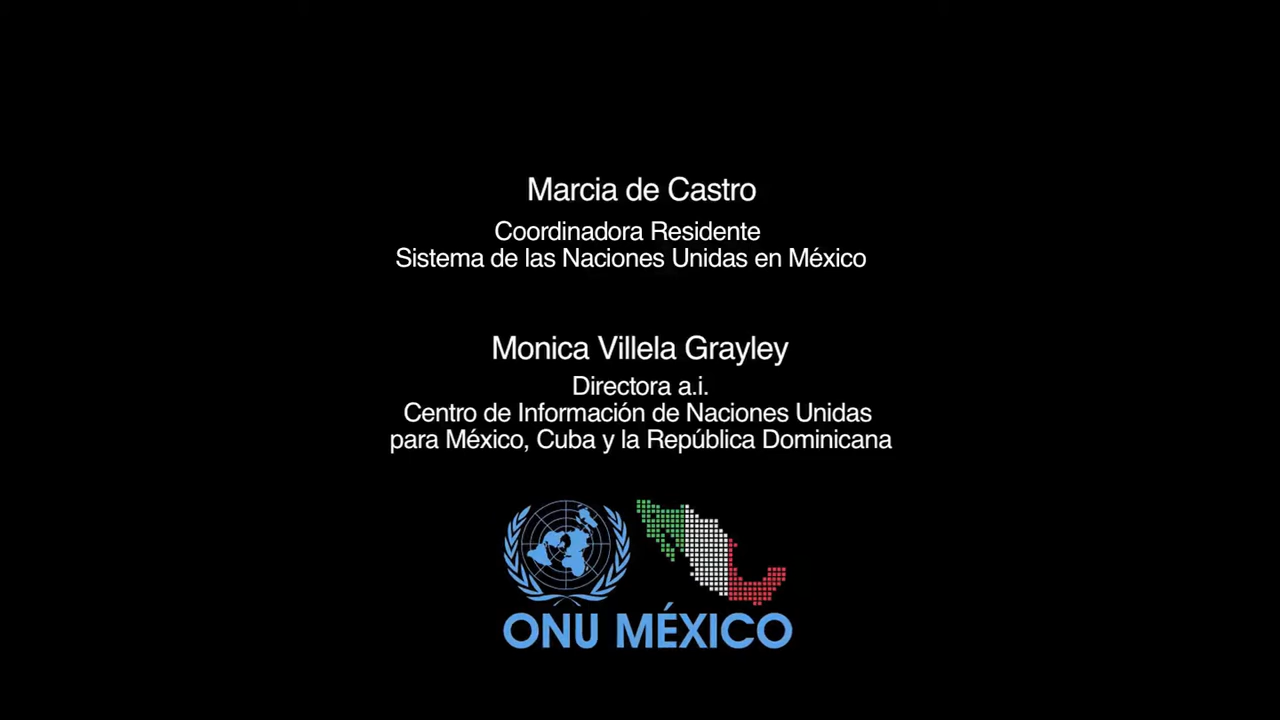 Marcia de Castro
Coordinadora Residente
Sistema de las Naciones Unidas en México
Monica Villela Grayley
Directora a.i.
Centro de Información de Naciones Unidas
para México, Cuba y la República Dominicana
ONU MÉXICO